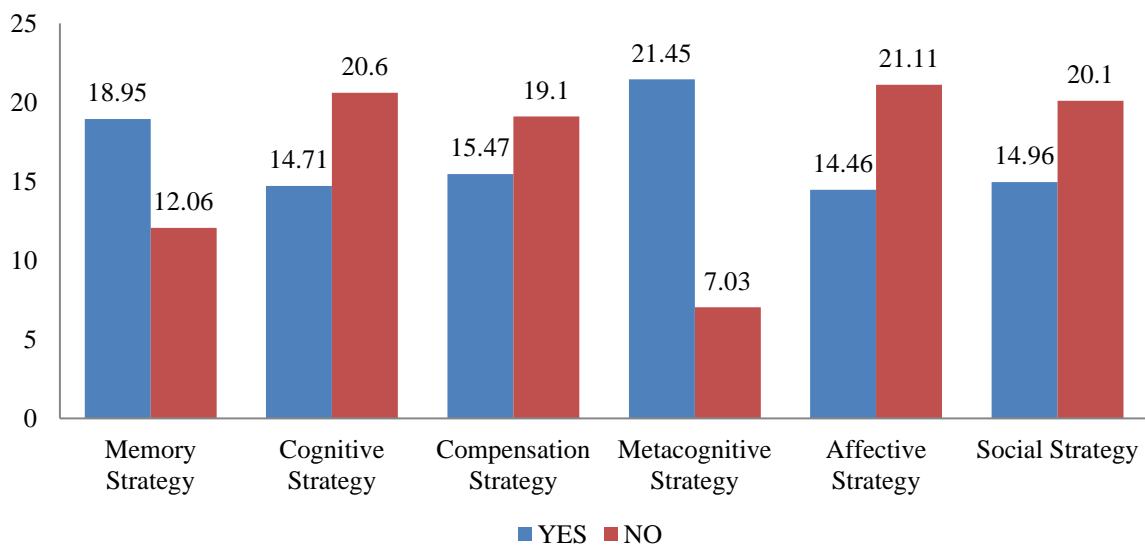 25
20
15
10
5
0
18.95
12.06
14.71
20.6
15.47
19.1
21.45
7.03
14.46
21.11
14.96
20.1
Memory
Strategy
Cognitive
Strategy
Compensation
Strategy
Metacognitive
Strategy
Affective
Strategy
Social Strategy
YES NO